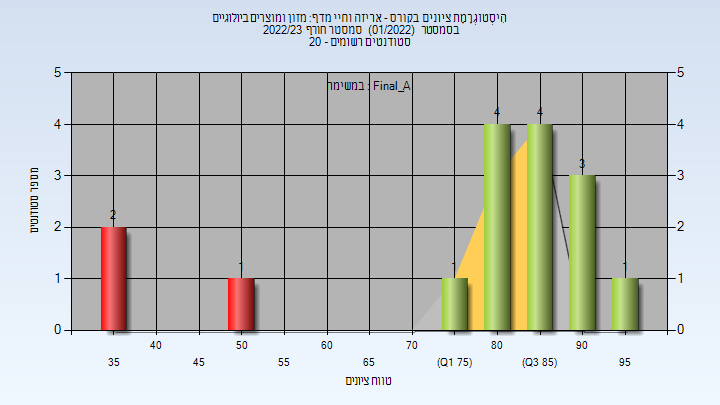 היסטוגרמת ציונים בקורס - אריזה וחיי מדף: מזון ומוצרים ביולוגיים
בסמסטר (01/2022) סמסטר חורף 2022/23
סטודנטים רשומים - 20
במשימה : Final_A
5 5
4 4
3 3
2 2
1 1
0 0
2 1 1 4 4 3 1
מספר סטודנטים
40 50 60 70 80 90
35 45 55 65 (Q1 75) (Q3 85) 95
טווח ציונים